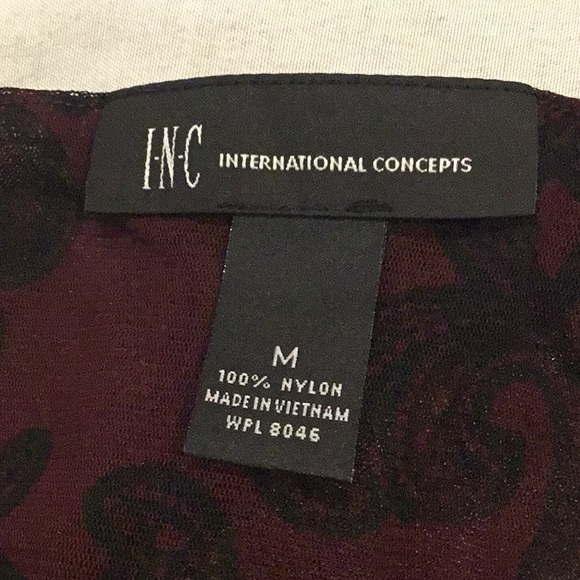 I·N·C INTERNATIONAL CONCEPTS
M
100% NYLON
MADE IN VIETNAM
WPL 8046